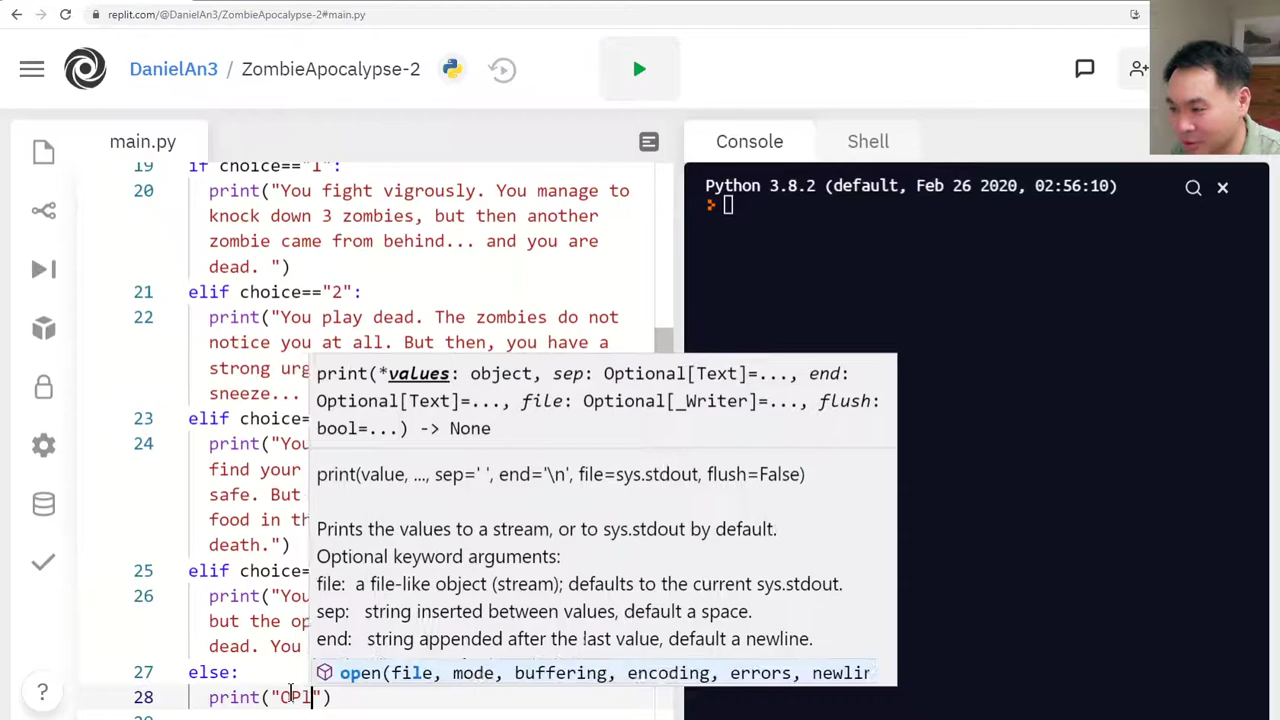 replit.com/@DanielAn3/ZombieApocalypse-2#main.py
DanielAn3 / ZombieApocalypse-2
main.py
Console
Shell
19 if choice=="1":
20 print("You fight vigrously. You manage to
knock down 3 zombies, but then another
zombie came from behind... and you are
dead. ")
21 elif choice=="2":
22 print("You play dead. The zombies do not
notice you at all. But then, you have a
strong urg
sneeze...
23 elif choice=
24 print("You
find your
safe. But
food in th
death.")
25 elif choice=
26 print("You
but the op
dead. You
27 else:
28 print("OPl")
print(*values: object, sep: Optional[Text]=..., end:
Optional[Text]=..., file: Optional[_Writer]=..., flush:
bool=...) -> None
print(value, ..., sep=' ', end='\n', file=sys.stdout, flush=False)
Prints the values to a stream, or to sys.stdout by default.
Optional keyword arguments:
file: a file-like object (stream); defaults to the current sys.stdout.
sep: string inserted between values, default a space.
end: string appended after the last value, default a newline.
open(file, mode, buffering, encoding, errors, newlin
Python 3.8.2 (default, Feb 26 2020, 02:56:10)
?